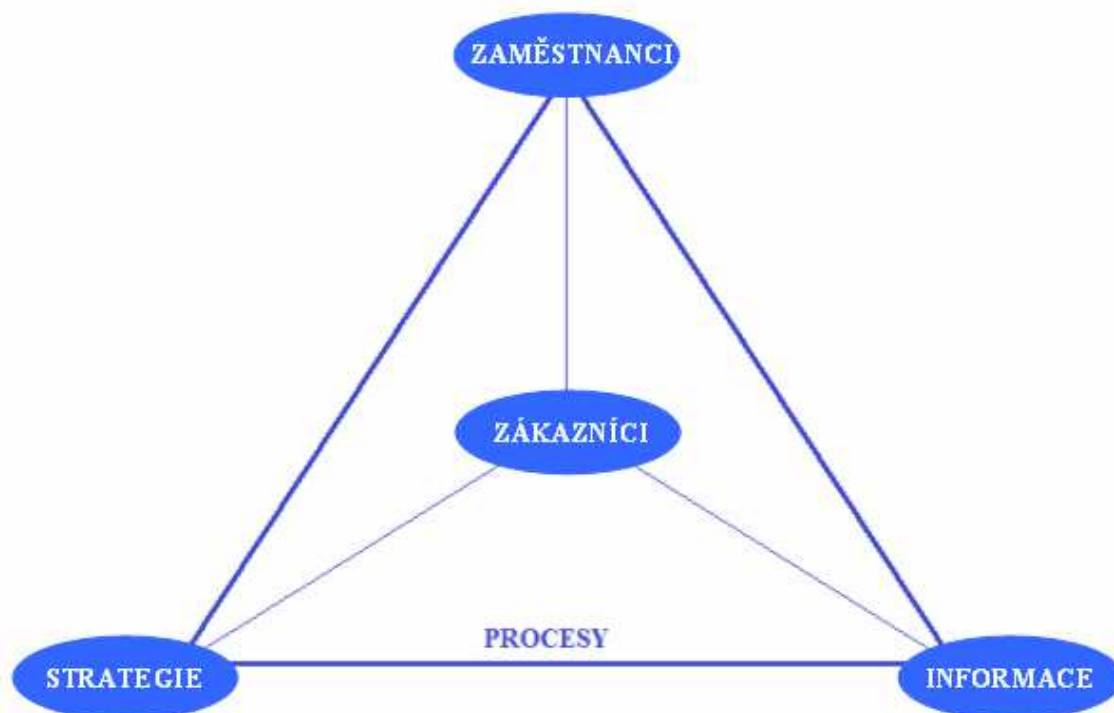 ZAMĚSTNANCI
ZÁKAZNÍCI
PROCESY
STRATEGIE
INFORMACE